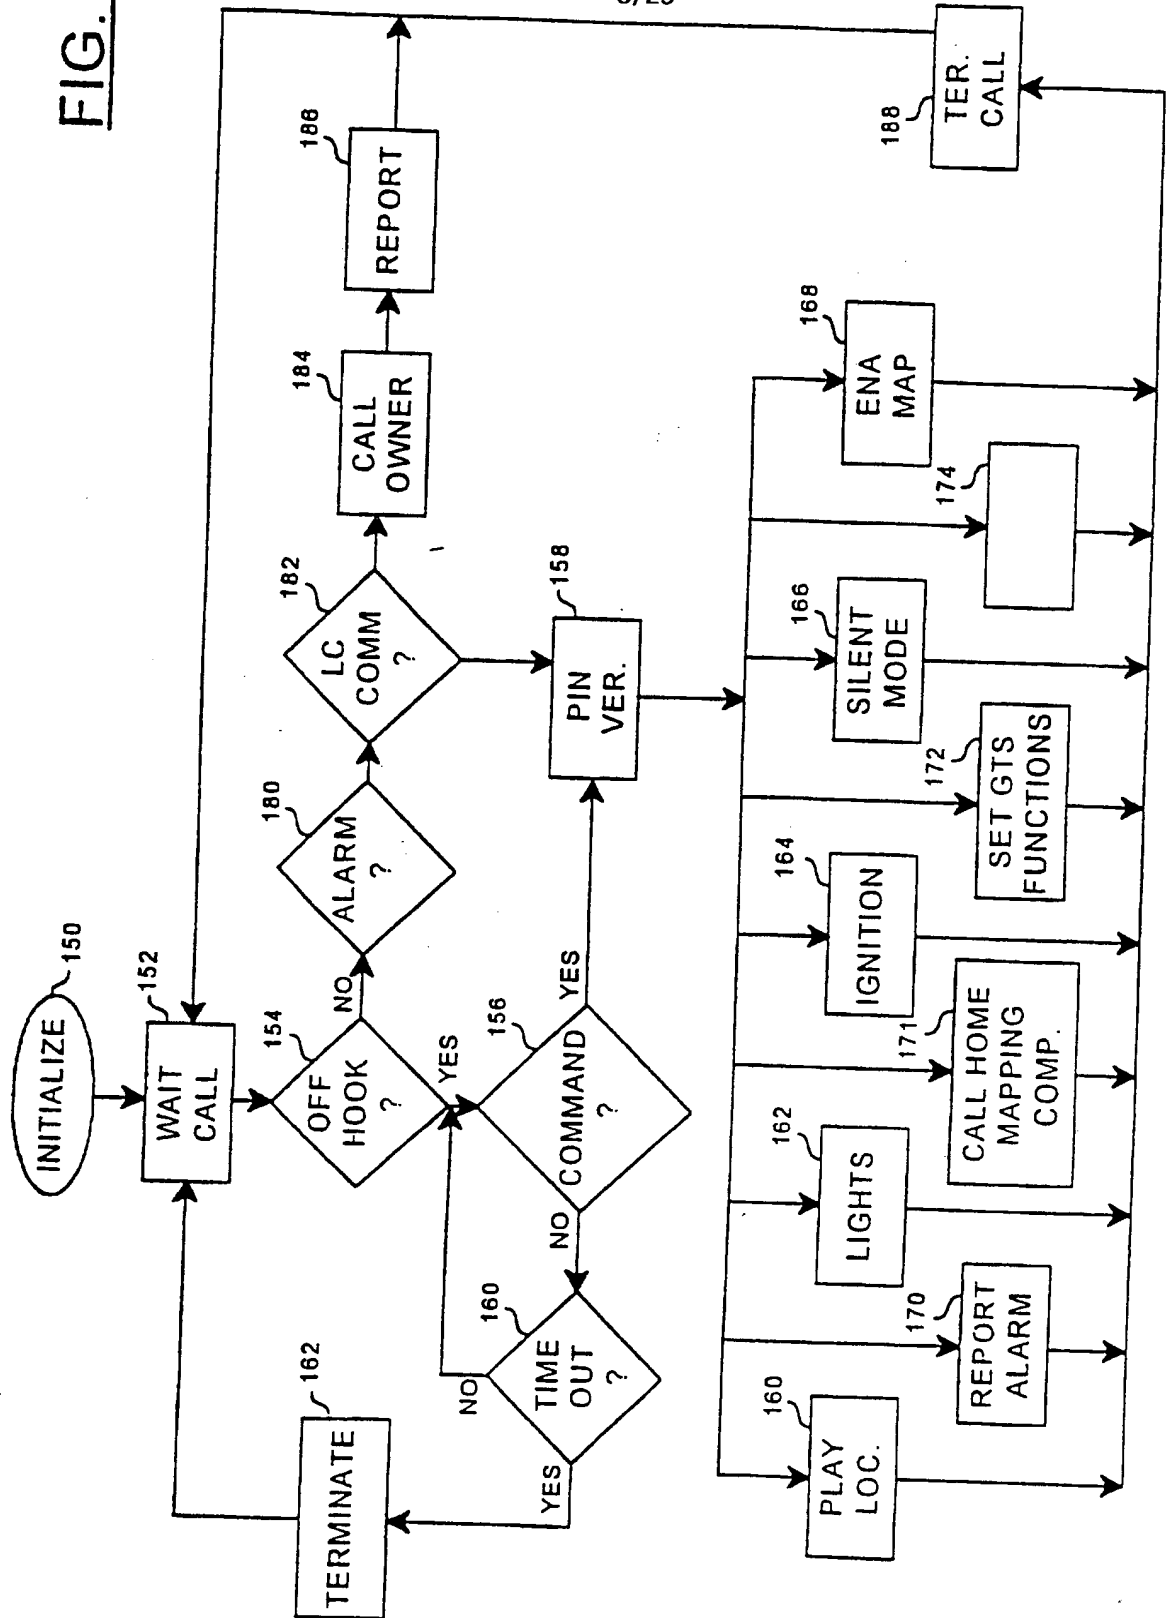 FIG.
INITIALIZE
150
WAIT
CALL
152
OFF
HOOK
?
154
NO
YES
ALARM
?
180
LC
COMM
?
182
CALL
OWNER
184
REPORT
186
COMMAND
?
156
YES
NO
PIN
VER.
158
TIME
OUT
?
160
NO
YES
TERMINATE
162
PLAY
LOC.
160
REPORT
ALARM
170
LIGHTS
162
CALL HOME
MAPPING
COMP.
171
IGNITION
164
SET GTS
FUNCTIONS
172
SILENT
MODE
166
174
ENA
MAP
168
TER.
CALL
188